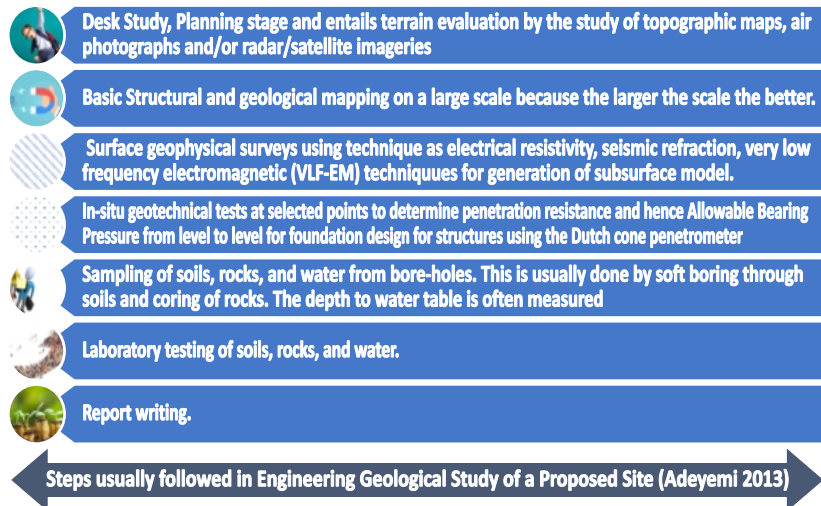 Desk Study, Planning stage and entails terrain evaluation by the study of topographic maps, air
photographs and/or radar/satellite imageries
Basic Structural and geological mapping on a large scale because the larger the scale the better.
Surface geophysical surveys using technique as electrical resistivity, seismic refraction, very low
frequency electromagnetic (VLF-EM) techniquues for generation of subsurface model.
In-situ geotechnical tests at selected points to determine penetration resistance and hence Allowable Bearing
Pressure from level to level for foundation design for structures using the Dutch cone penetrometer
Sampling of soils, rocks, and water from bore-holes. This is usually done by soft boring through
soils and coring of rocks. The depth to water table is often measured
Laboratory testing of soils, rocks, and water.
Report writing.
Steps usually followed in Engineering Geological Study of a Proposed Site (Adeyemi 2013)